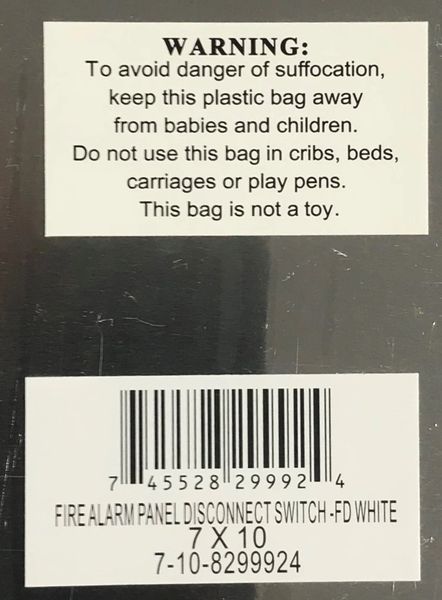 WARNING:
To avoid danger of suffocation,
keep this plastic bag away
from babies and children.
Do not use this bag in cribs, beds,
carriages or play pens.
This bag is not a toy.
7 45528 29992 4
FIRE ALARM PANEL DISCONNECT SWITCH -FD WHITE
7 X 10
7-10-8299924